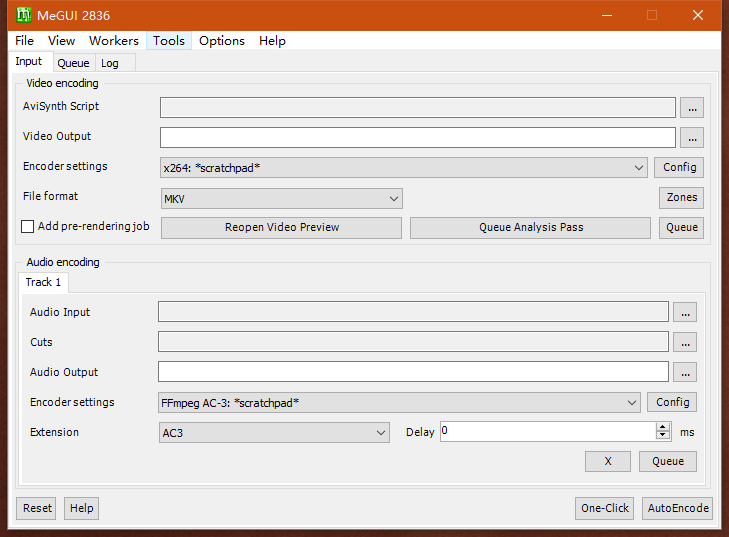 MeGUI 2836
File View Workers Tools Options Help
Input Queue Log
Video encoding
AviSynth Script ...
Video Output ...
Encoder settings x264: *scratchpad* Config
File format MKV Zones
Add pre-rendering job Reopen Video Preview Queue Analysis Pass Queue
Audio encoding
Track 1
Audio Input ...
Cuts ...
Audio Output ...
Encoder settings FFmpeg AC-3: *scratchpad* Config
Extension AC3 Delay 0 ms
X Queue
Reset Help One-Click AutoEncode